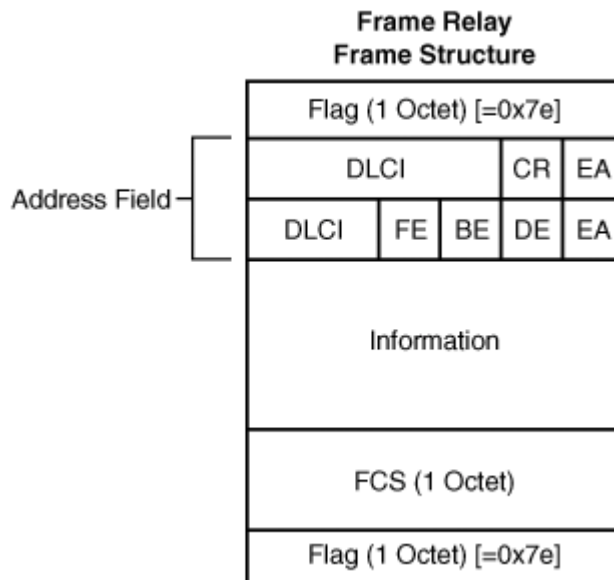 Frame Relay
Frame Structure
Flag (1 Octet) [=0x7e]
Address Field
DLCI CR EA
DLCI FE BE DE EA
Information
FCS (1 Octet)
Flag (1 Octet) [=0x7e]